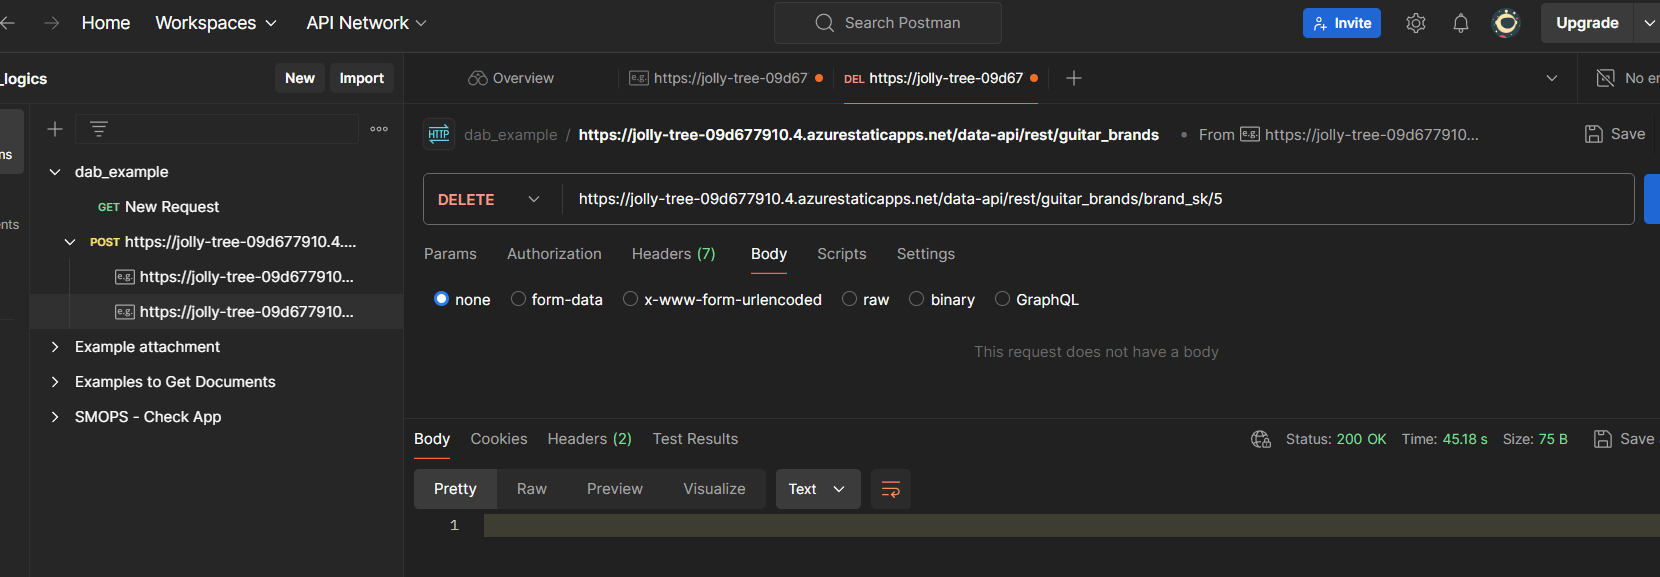 Home Workspaces API Network Search Postman Invite Upgrade
_logics New Import Overview e.g. https://jolly-tree-09d67 DEL https://jolly-tree-09d67 No e
ms
ents
dab_example
GET New Request
POST https://jolly-tree-09d677910.4....
e.g. https://jolly-tree-09d677910...
e.g. https://jolly-tree-09d677910...
Example attachment
Examples to Get Documents
SMOPS - Check App
HTTP dab_example / https://jolly-tree-09d677910.4.azurestaticapps.net/data-api/rest/guitar_brands • From e.g. https://jolly-tree-09d677910... Save
DELETE https://jolly-tree-09d677910.4.azurestaticapps.net/data-api/rest/guitar_brands/brand_sk/5
Params Authorization Headers (7) Body Scripts Settings
none form-data x-www-form-urlencoded raw binary GraphQL
This request does not have a body
Body Cookies Headers (2) Test Results Status: 200 OK Time: 45.18 s Size: 75 B Save
Pretty Raw Preview Visualize Text
1